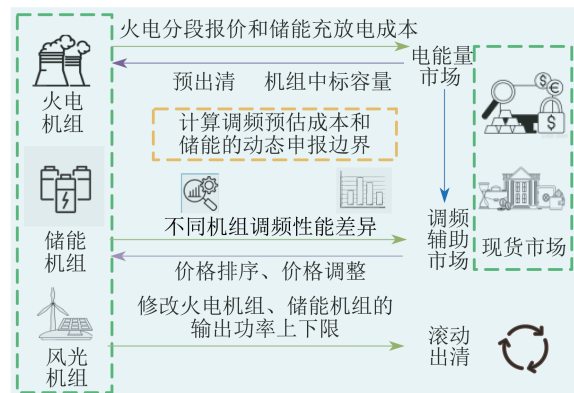 火电分段报价和储能充放电成本
火电
机组
电能量
市场
预出清 机组中标容量
计算调频预估成本和
储能的动态申报边界
储能
机组
不同机组调频性能差异
调频
辅助
市场
现货市场
价格排序、价格调整
修改火电机组、储能机组的
输出功率上下限
风光
机组
滚动
出清